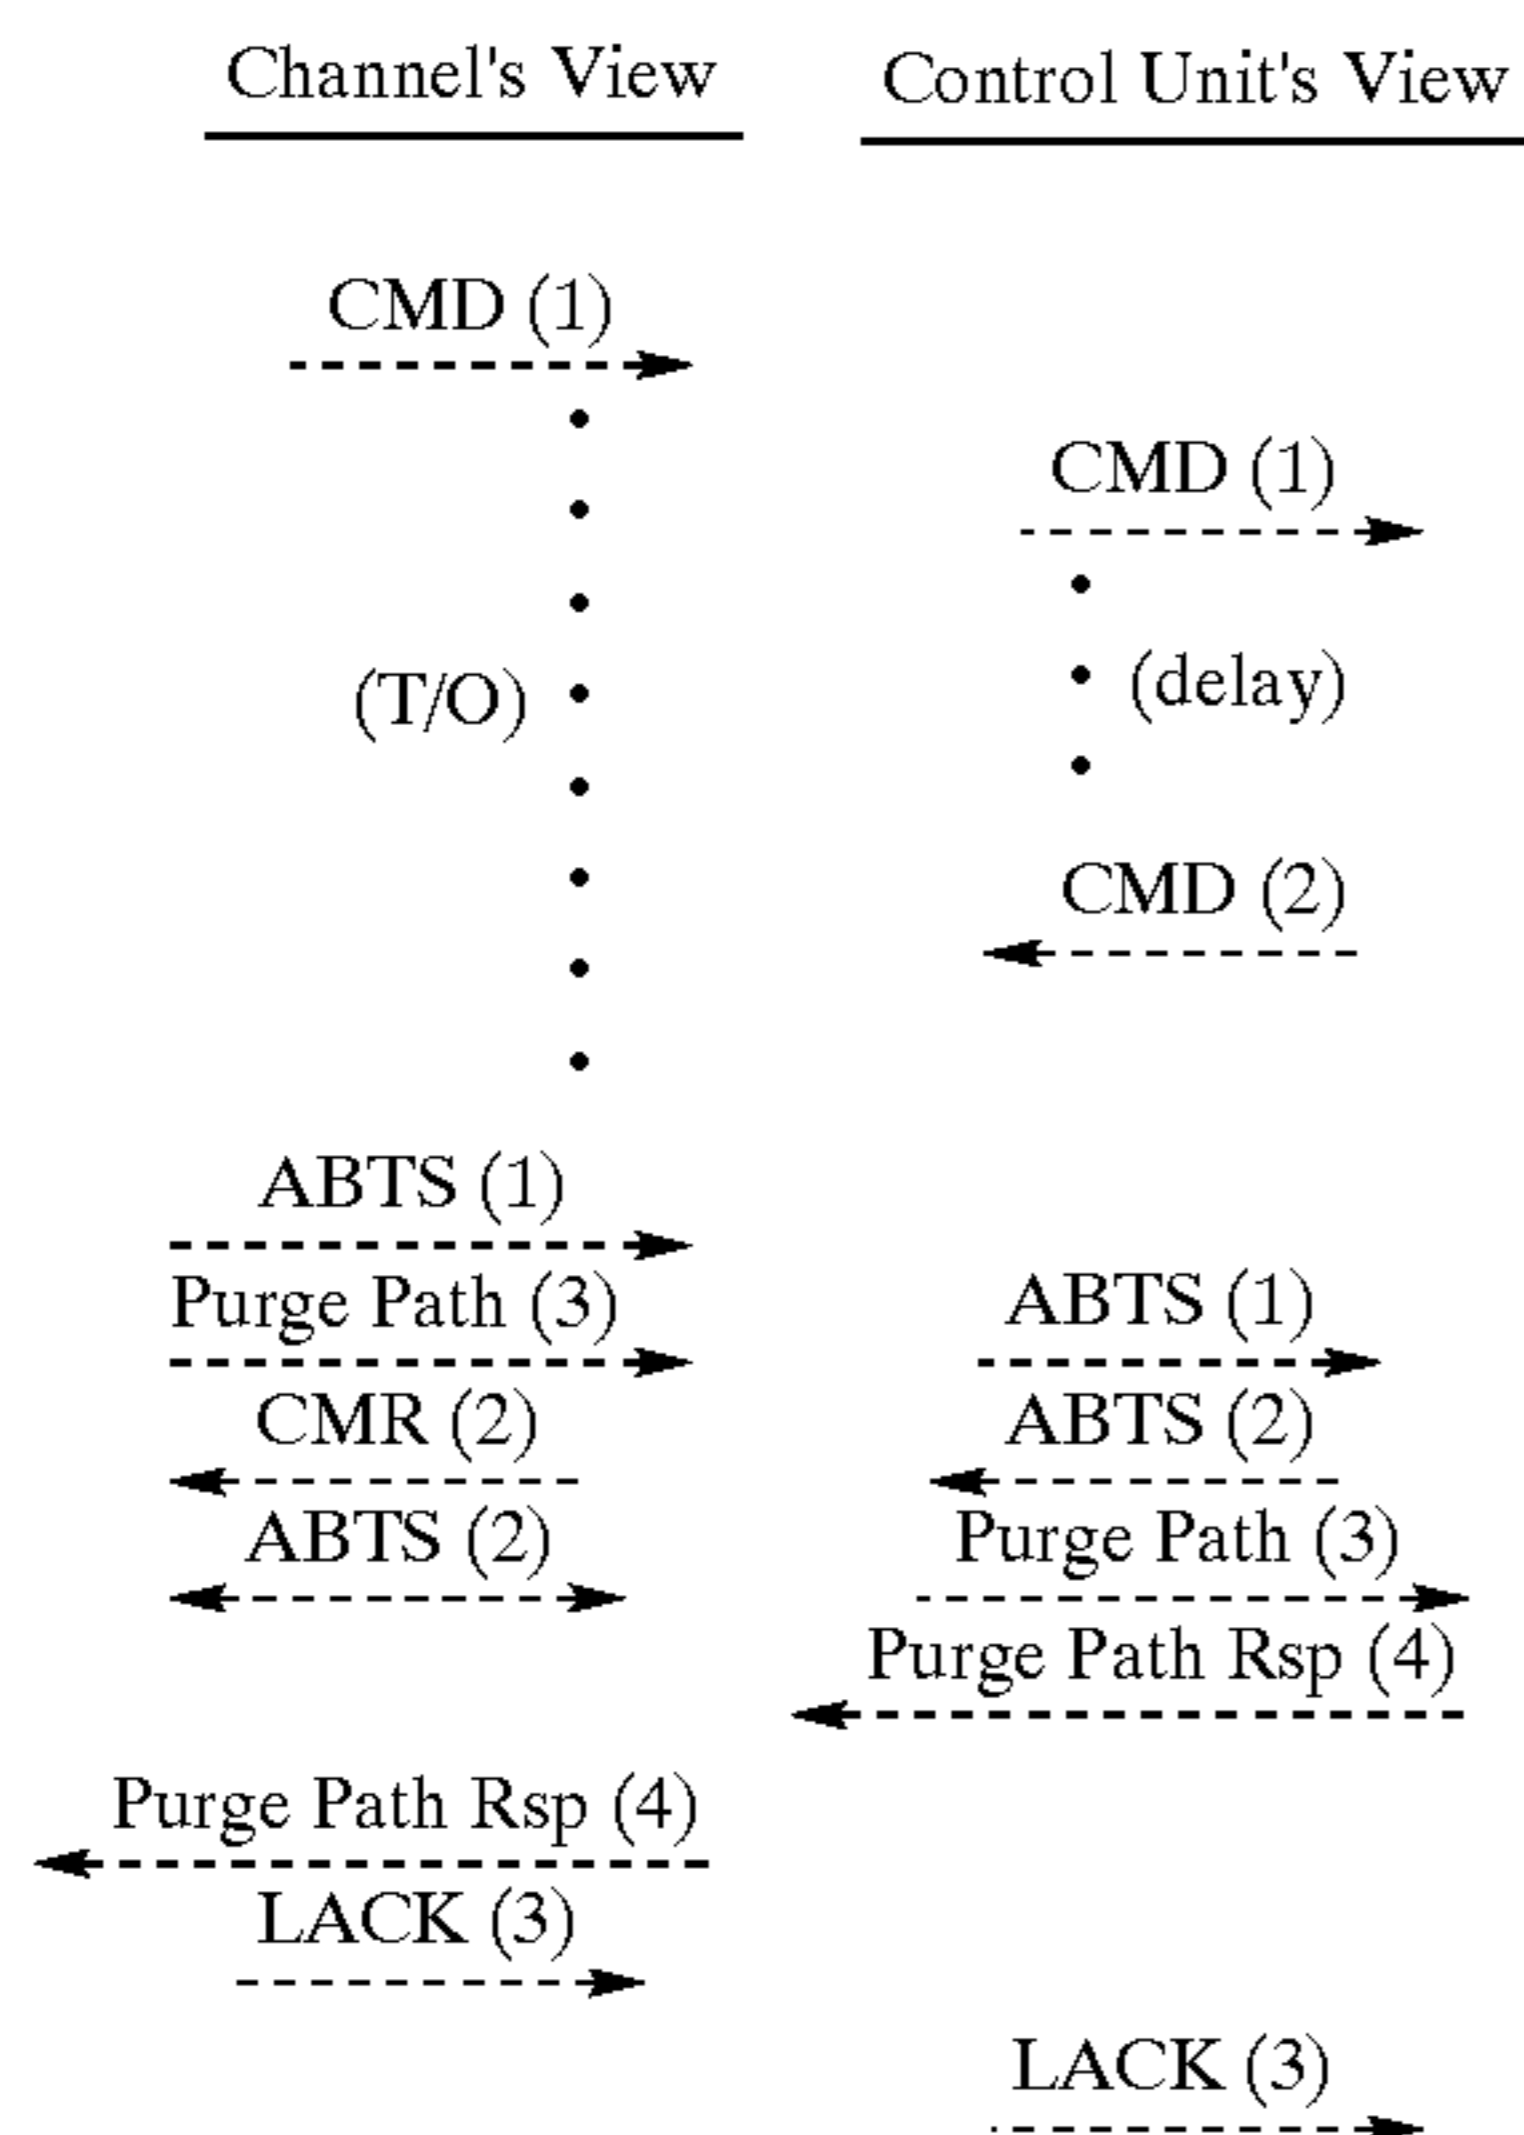 Channel's View
Control Unit's View
CMD (1)
CMD (1)
(T/O)
(delay)
CMD (2)
ABTS (1)
Purge Path (3)
ABTS (1)
CMR (2)
ABTS (2)
ABTS (2)
Purge Path (3)
Purge Path Rsp (4)
Purge Path Rsp (4)
LACK (3)
LACK (3)